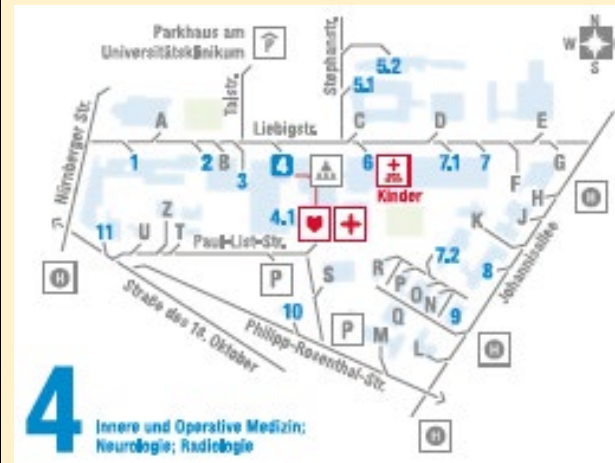 Parkhaus am
Universitätsklinikum
P
N
W
S
Stephanstr.
5.2
5.1
Talstr.
Nürnberger Str.
A
Liebigstr.
C
D
E
1
2
B
3
4
6
7.1
7
F
G
Kinder
H
J
K
4.1
11
U
Z
T
Paul-List-Str.
P
S
R
P
O
N
7.2
8
9
Johannisallee
H
H
H
H
Straße des 18. Oktober
10
Philipp-Rosenthal-Str.
P
Q
M
L
4
Innere und Operative Medizin;
Neurologie; Radiologie